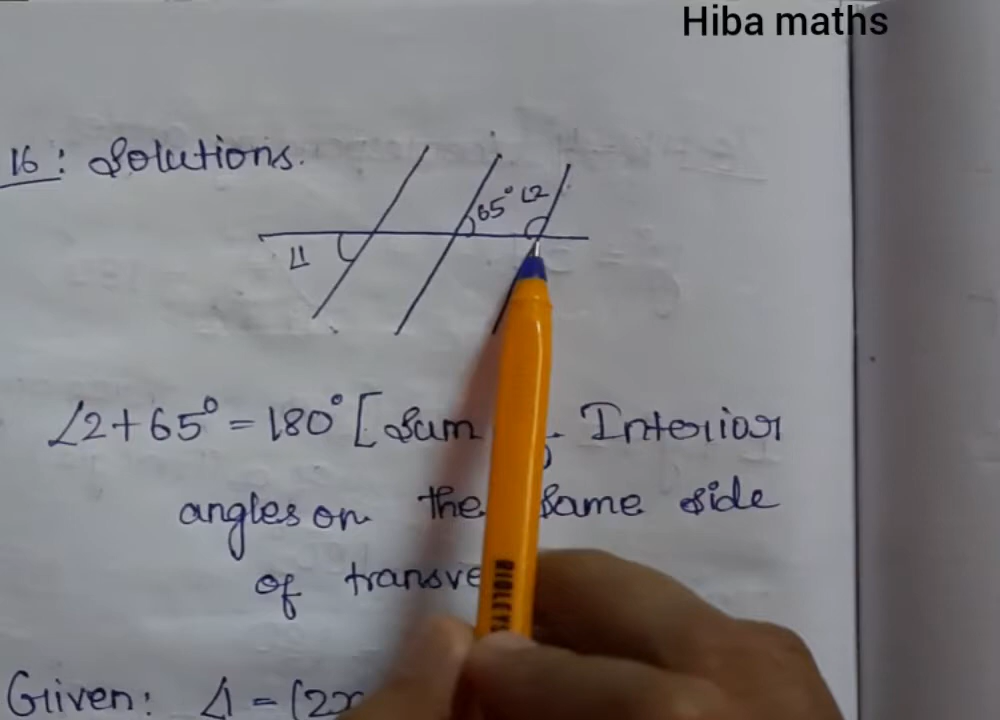 Hiba maths
16: Solutions.
65° ∠2
∠1
∠2+65° = 180° [Sum Interior
angles on the same side
of transve
Given: ∠1 = (2x